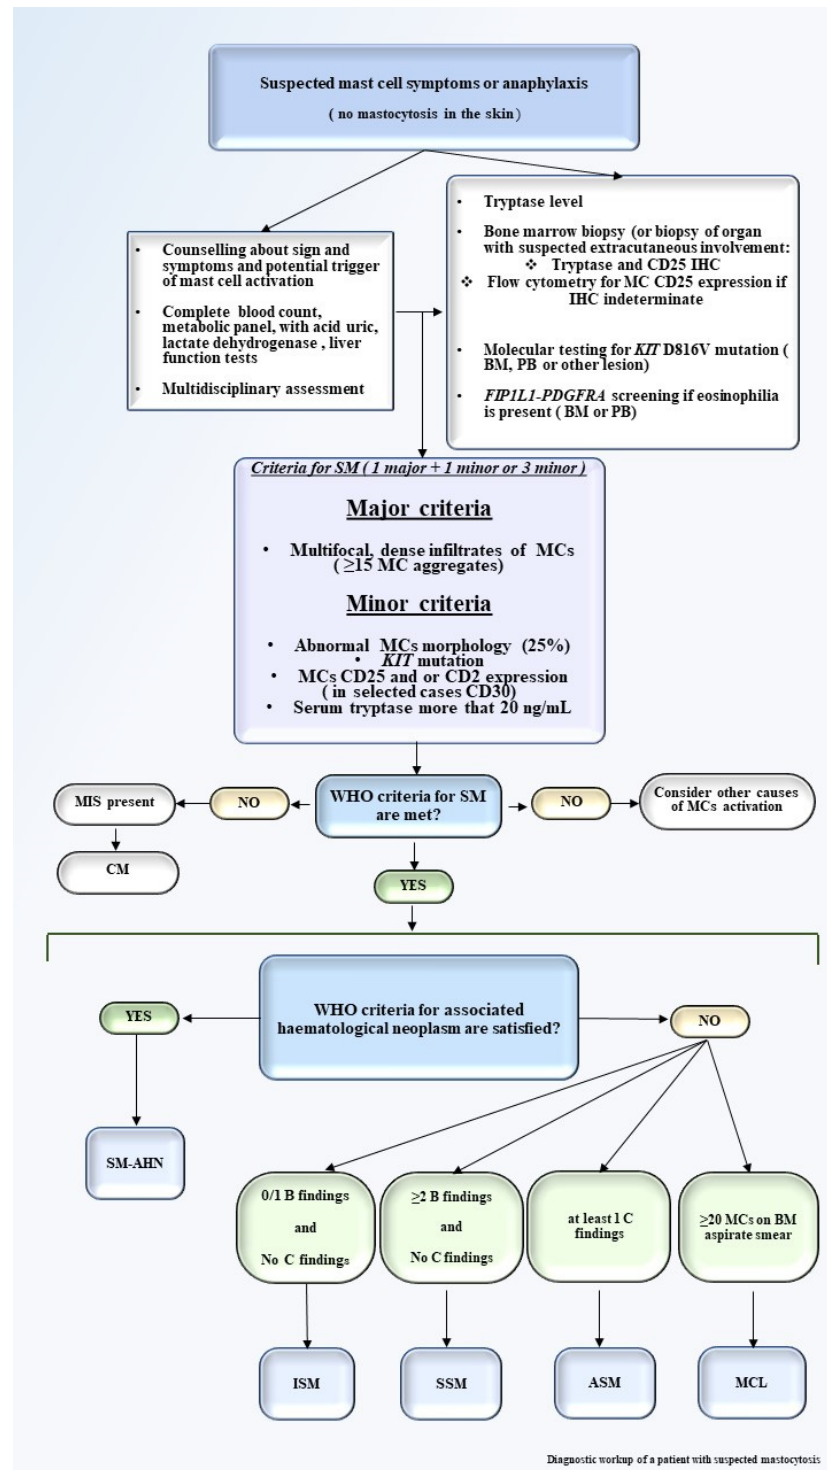 Suspected mast cell symptoms or anaphylaxis
( no mastocytosis in the skin )
• Counselling about sign and
symptoms and potential trigger
of mast cell activation
• Complete blood count,
metabolic panel, with acid uric,
lactate dehydrogenase , liver
function tests
• Multidisciplinary assessment
• Tryptase level
• Bone marrow biopsy (or biopsy of organ
with suspected extracutaneous involvement:
❖ Tryptase and CD25 IHC
❖ Flow cytometry for MC CD25 expression if
IHC indeterminate
• Molecular testing for KIT D816V mutation (
BM, PB or other lesion)
• FIP1L1-PDGFRA screening if eosinophilia
is present ( BM or PB)
Criteria for SM ( 1 major + 1 minor or 3 minor )
Major criteria
• Multifocal, dense infiltrates of MCs
( ≥15 MC aggregates)
Minor criteria
• Abnormal MCs morphology (25%)
• KIT mutation
• MCs CD25 and or CD2 expression
( in selected cases CD30)
• Serum tryptase more that 20 ng/mL
MIS present
NO
WHO criteria for SM
are met?
NO
Consider other causes
of MCs activation
CM
YES
YES
WHO criteria for associated
haematological neoplasm are satisfied?
NO
SM-AHN
0/1 B findings
and
No C findings
≥2 B findings
and
No C findings
at least 1 C
findings
≥20 MCs on BM
aspirate smear
ISM
SSM
ASM
MCL
Diagnostic workup of a patient with suspected mastocytosis